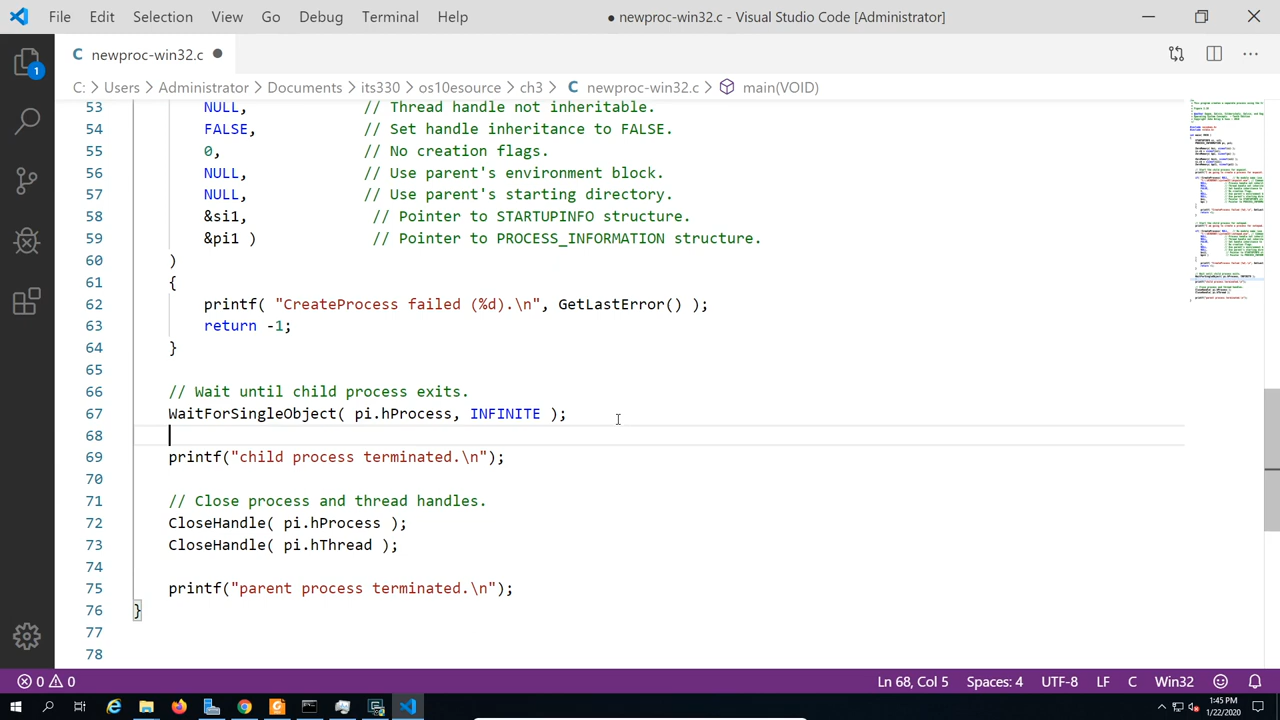 File Edit Selection View Go Debug Terminal Help
● newproc-win32.c - Visual Studio Code [Administrator]
C newproc-win32.c ●
C: > Users > Administrator > Documents > its330 > os10esource > ch3 > C newproc-win32.c > main(VOID)
1
53 NULL, // Thread handle not inheritable.
54 FALSE, // Set handle inheritance to FALSE.
55 0, // No creation flags.
56 NULL, // Use parent's environment block.
57 NULL, // Use parent's starting directory.
58 &si1, // Pointer to STARTUPINFO structure.
59 &pi1 ) // Pointer to PROCESS_INFORMATION structure.
60 )
61 {
62 printf( "CreateProcess failed (%d).\n", GetLastError() );
63 return -1;
64 }
65
66 // Wait until child process exits.
67 WaitForSingleObject( pi.hProcess, INFINITE );
68
69 printf("child process terminated.\n");
70
71 // Close process and thread handles.
72 CloseHandle( pi.hProcess );
73 CloseHandle( pi.hThread );
74
75 printf("parent process terminated.\n");
76 }
77
78
0 0 Ln 68, Col 5 Spaces: 4 UTF-8 LF C Win32
1:45 PM
1/22/2020